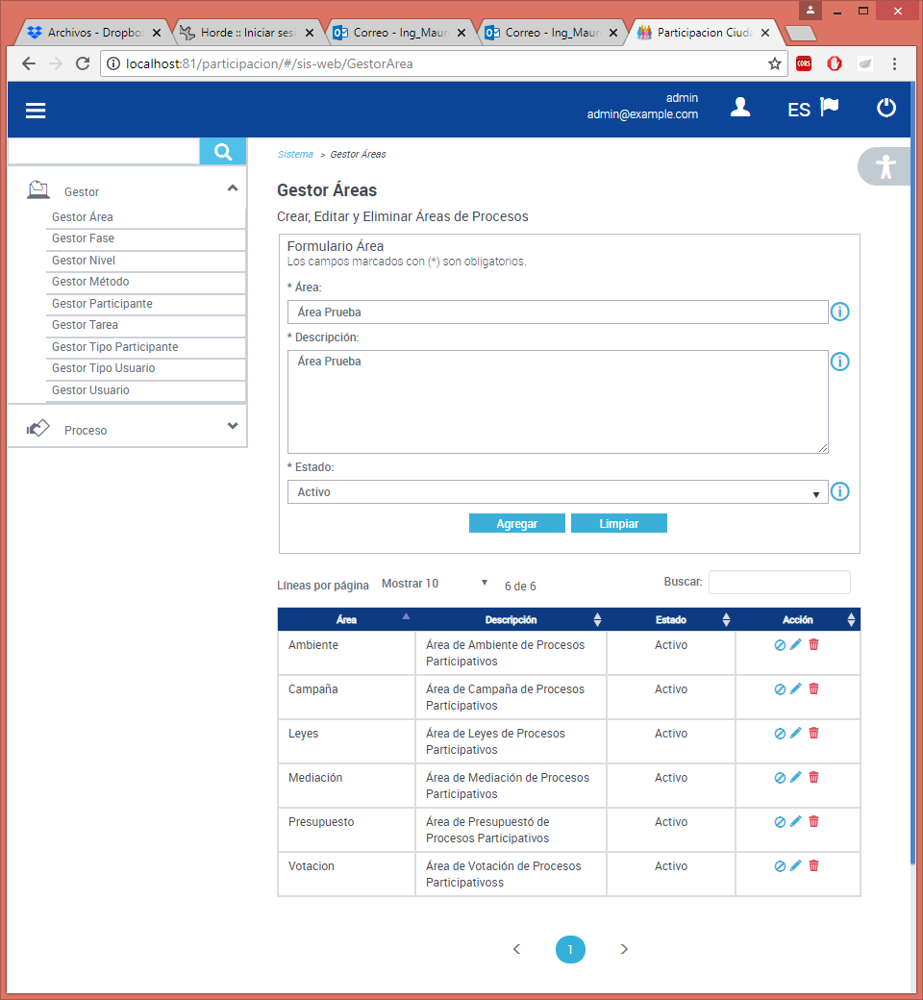 Archivos - Dropbo
Horde :: Iniciar ses
Correo - Ing_Mau
Correo - Ing_Mau
Participacion Ciuda
localhost:81/participacion/#/sis-web/GestorArea
CORS
admin
admin@example.com
ES
Sistema > Gestor Áreas
Gestor
Gestor Área
Gestor Fase
Gestor Nivel
Gestor Método
Gestor Participante
Gestor Tarea
Gestor Tipo Participante
Gestor Tipo Usuario
Gestor Usuario
Proceso
Gestor Áreas
Crear, Editar y Eliminar Áreas de Procesos
Formulario Área
Los campos marcados con (*) son obligatorios.
* Área:
Área Prueba
* Descripción:
Área Prueba
* Estado:
Activo
Agregar Limpiar
Líneas por página Mostrar 10 6 de 6 Buscar:
Área Descripción Estado Acción
Ambiente Área de Ambiente de Procesos Activo
Participativos
Campaña Área de Campaña de Procesos Activo
Participativos
Leyes Área de Leyes de Procesos Activo
Participativos
Mediación Área de Mediación de Procesos Activo
Participativos
Presupuesto Área de Presupuestó de Activo
Procesos Participativos
Votacion Área de Votación de Procesos Activo
Participativoss
< 1 >